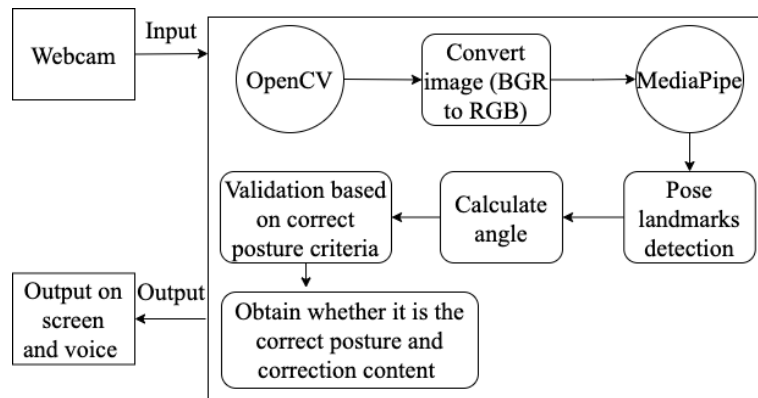 Webcam
Input
OpenCV
Convert
image (BGR
to RGB)
MediaPipe
Pose
landmarks
detection
Calculate
angle
Validation based
on correct
posture criteria
Obtain whether it is the
correct posture and
correction content
Output
Output on
screen
and voice